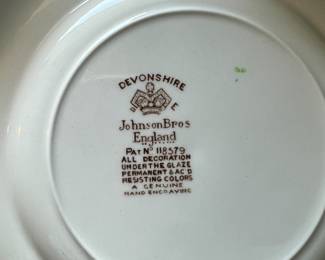 DEVONSHIRE
E
Johnson Bros
England
PAT No 118579
ALL DECORATION
UNDER THE GLAZE
PERMANENT & ACID
RESISTING COLORS
A GENUINE
HAND ENGRAVING